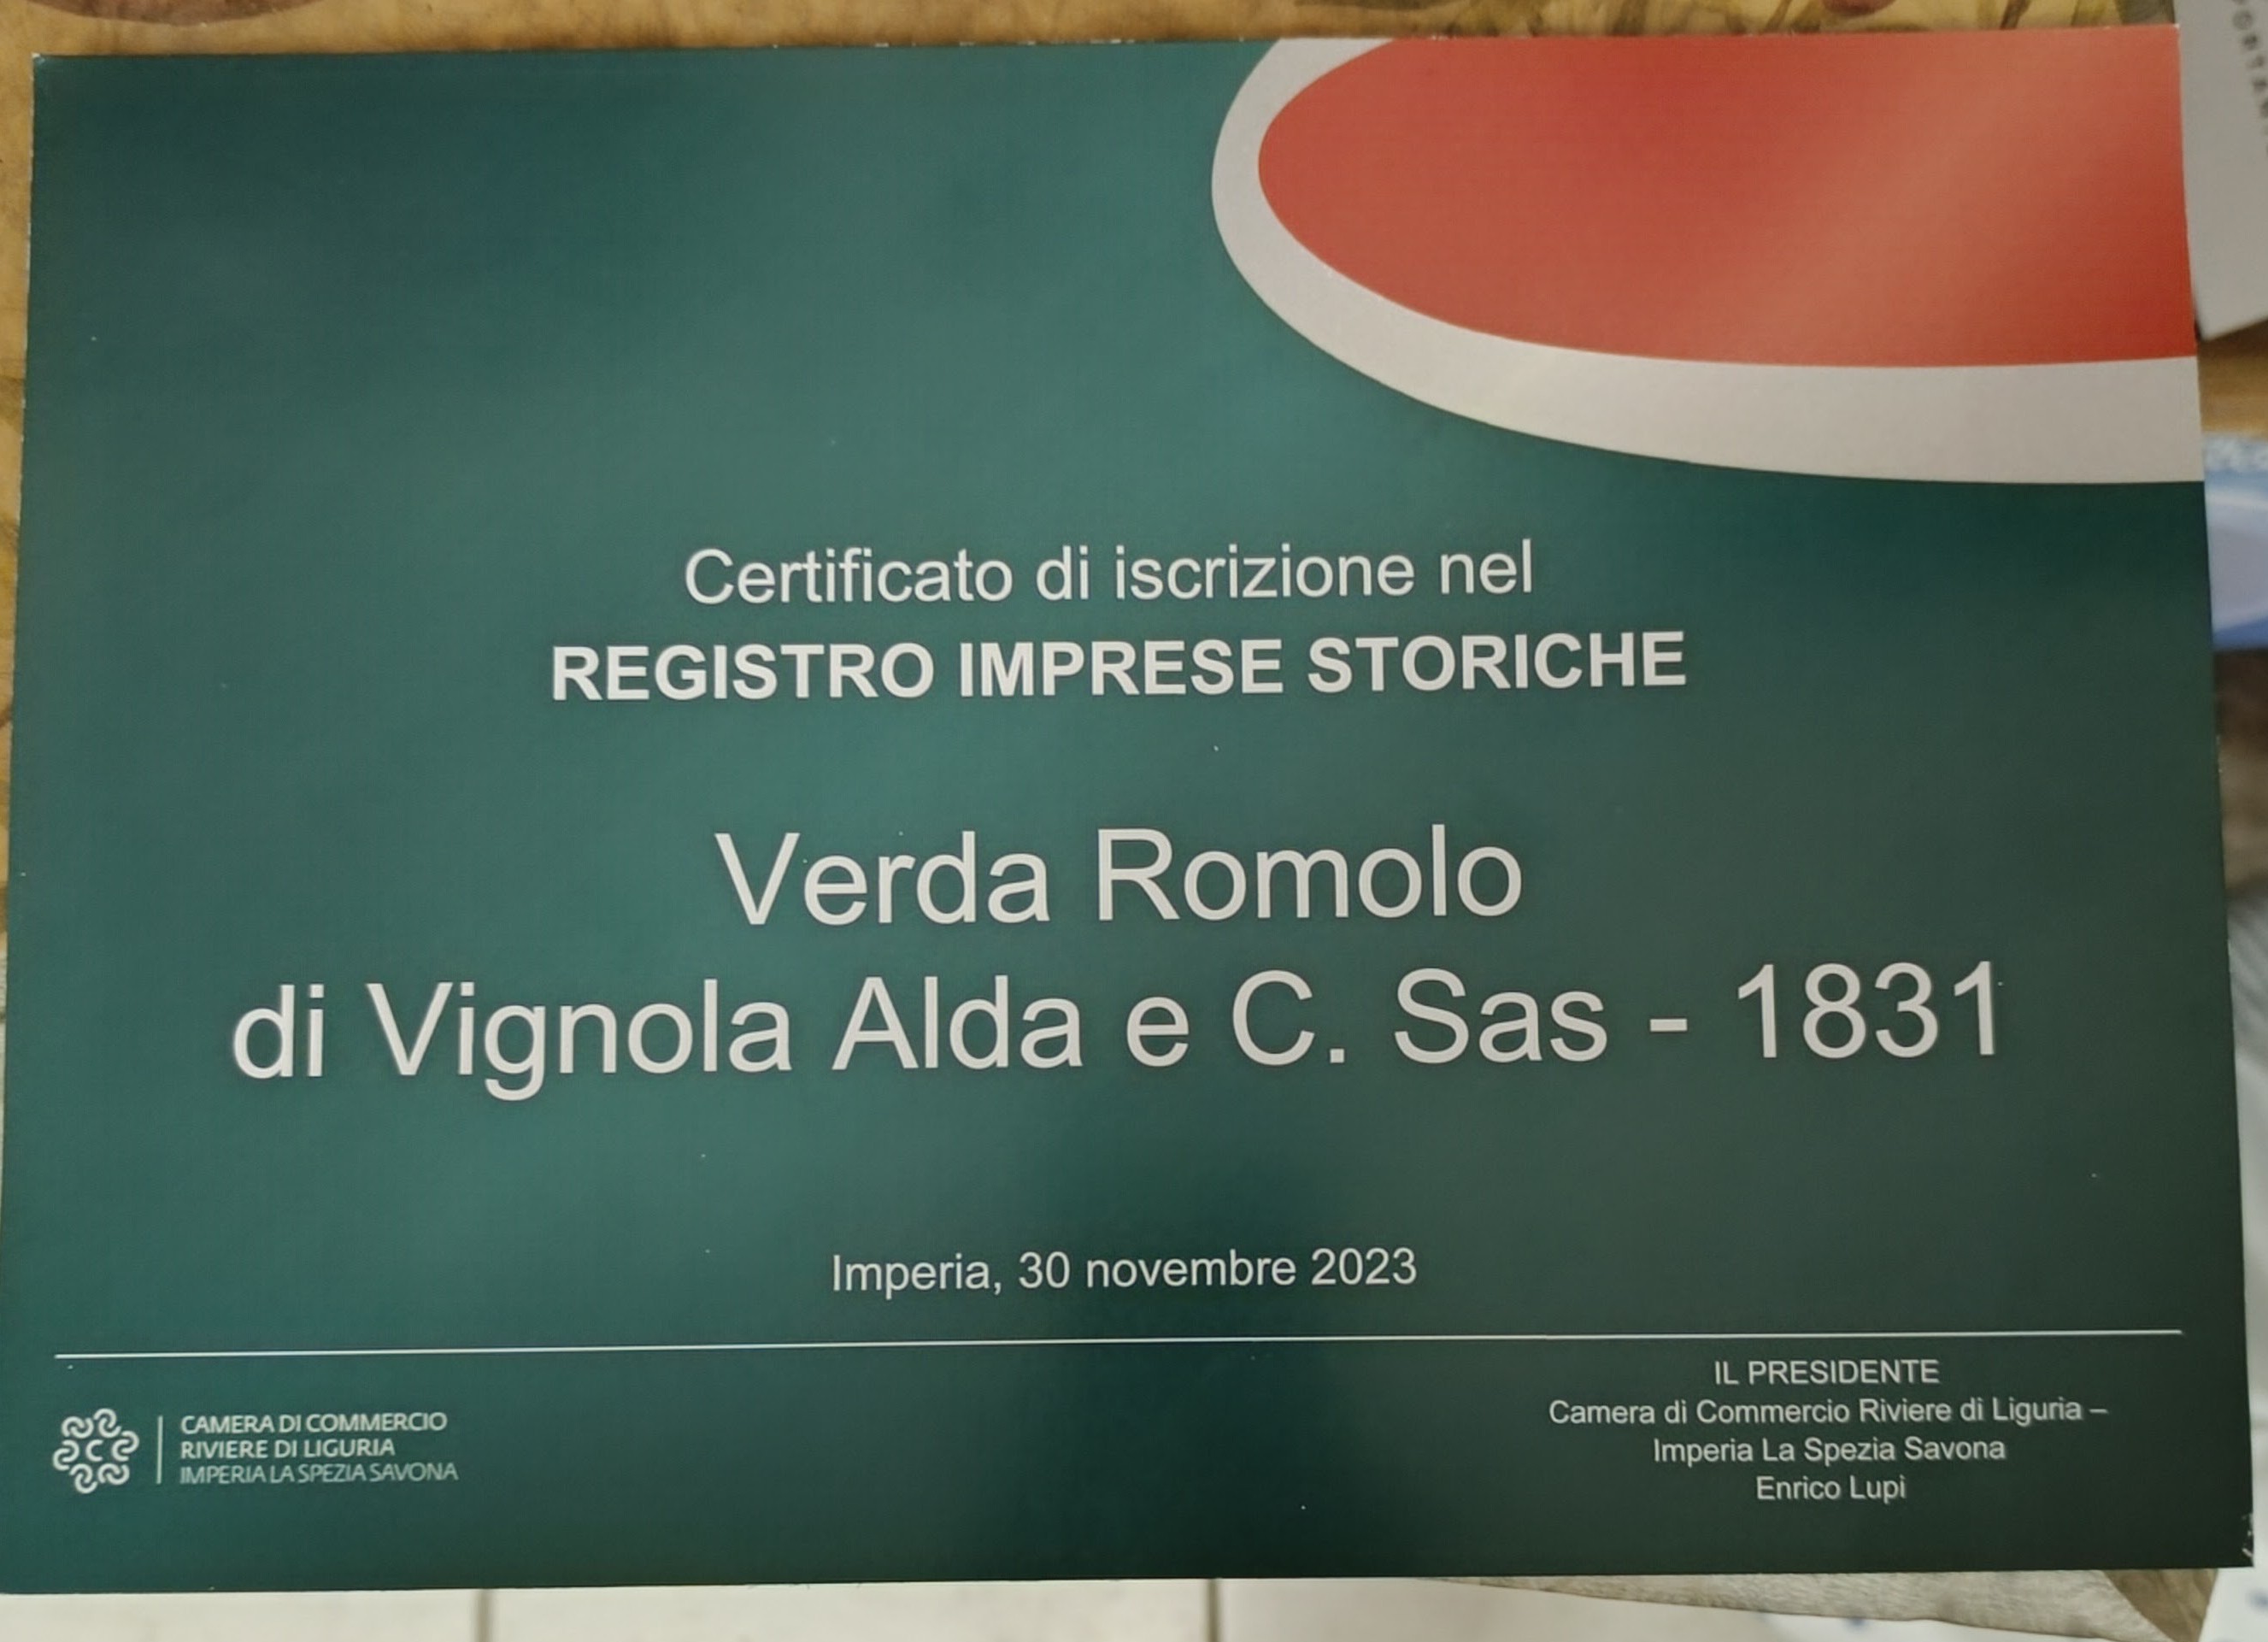 Certificato di iscrizione nel
REGISTRO IMPRESE STORICHE
Verda Romolo
di Vignola Alda e C. Sas - 1831
Imperia, 30 novembre 2023
CAMERA DI COMMERCIO
RIVIERE DI LIGURIA
IMPERIA LA SPEZIA SAVONA
IL PRESIDENTE
Camera di Commercio Riviere di Liguria –
Imperia La Spezia Savona
Enrico Lupi